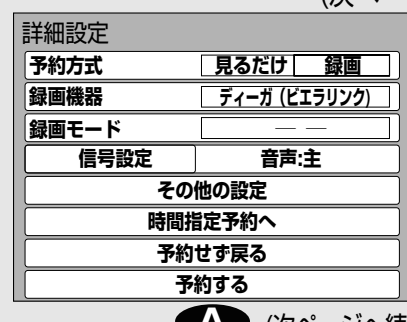 詳細設定
予約方式 見るだけ 録画
録画機器 ディーガ（ビエラリンク）
録画モード — —
信号設定 音声:主
その他の設定
時間指定予約へ
予約せず戻る
予約する